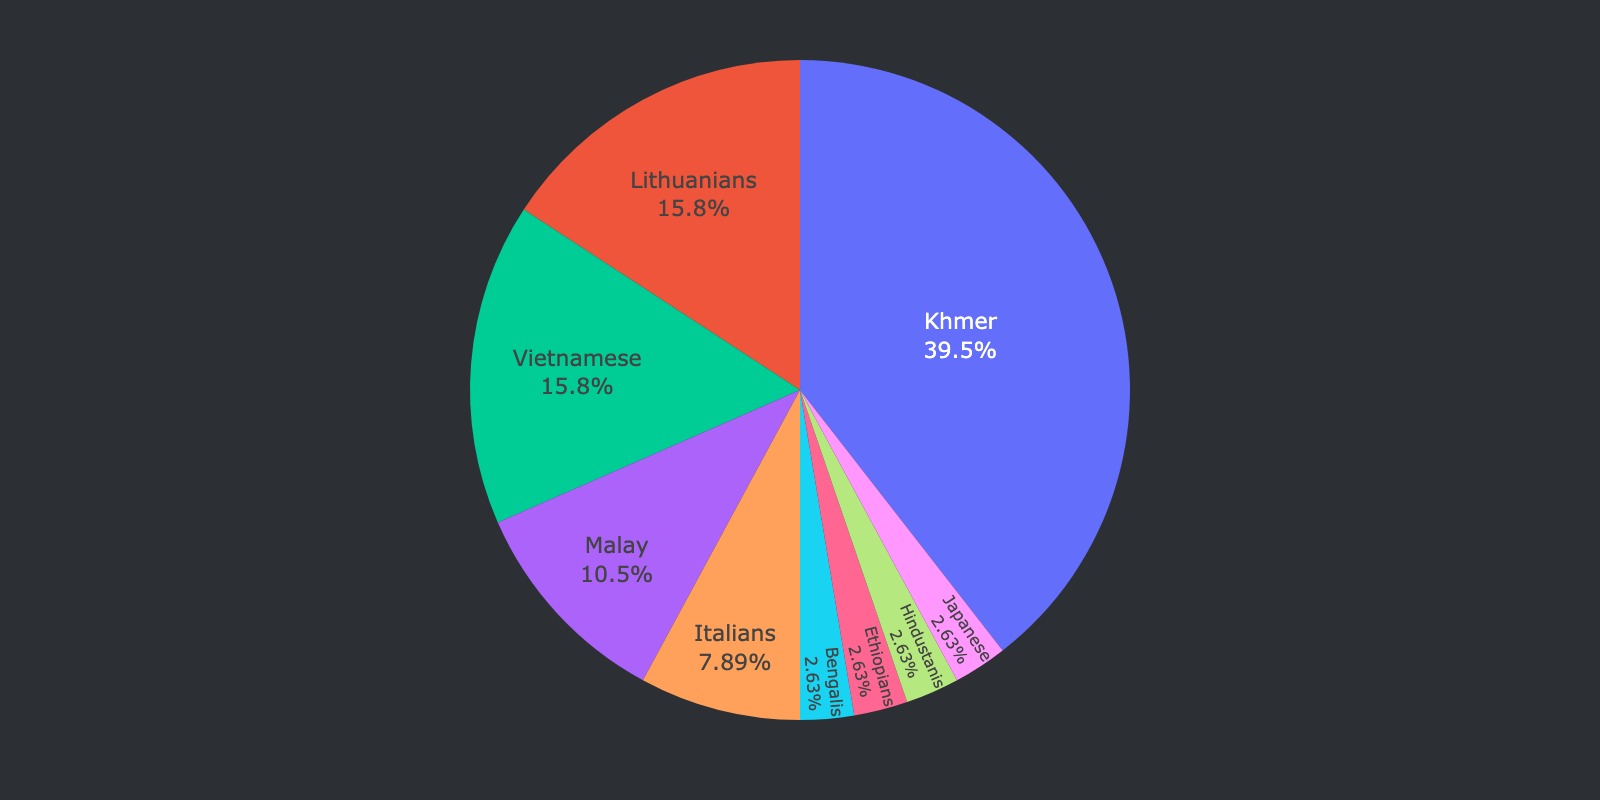 Lithuanians
15.8%
Khmer
39.5%
Vietnamese
15.8%
Malay
10.5%
Italians
7.89%
Bengalis
2.63%
Ethiopians
2.63%
Hindustanis
2.63%
Japanese
2.63%